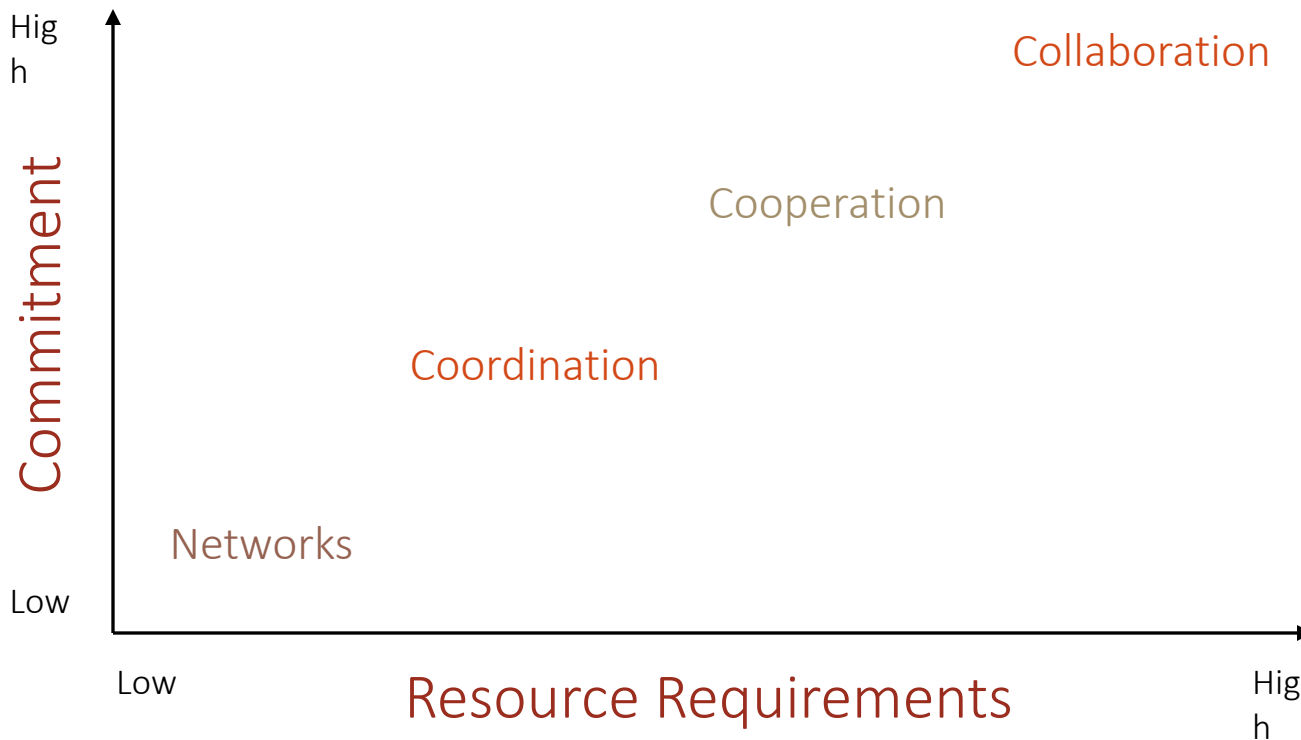 Hig
h
Collaboration
Commitment
Cooperation
Coordination
Networks
Low
Low
Resource Requirements
Hig
h